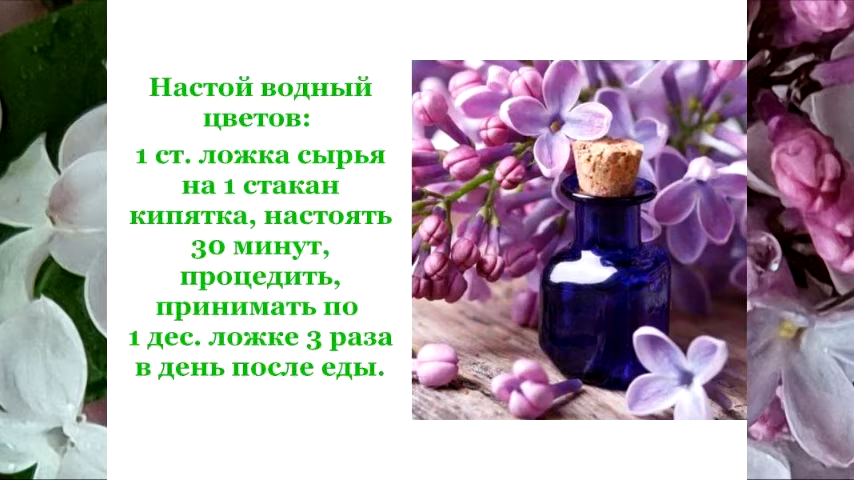 Настой водный
цветов:
1 ст. ложка сырья
на 1 стакан
кипятка, настоять
30 минут,
процедить,
принимать по
1 дес. ложке 3 раза
в день после еды.